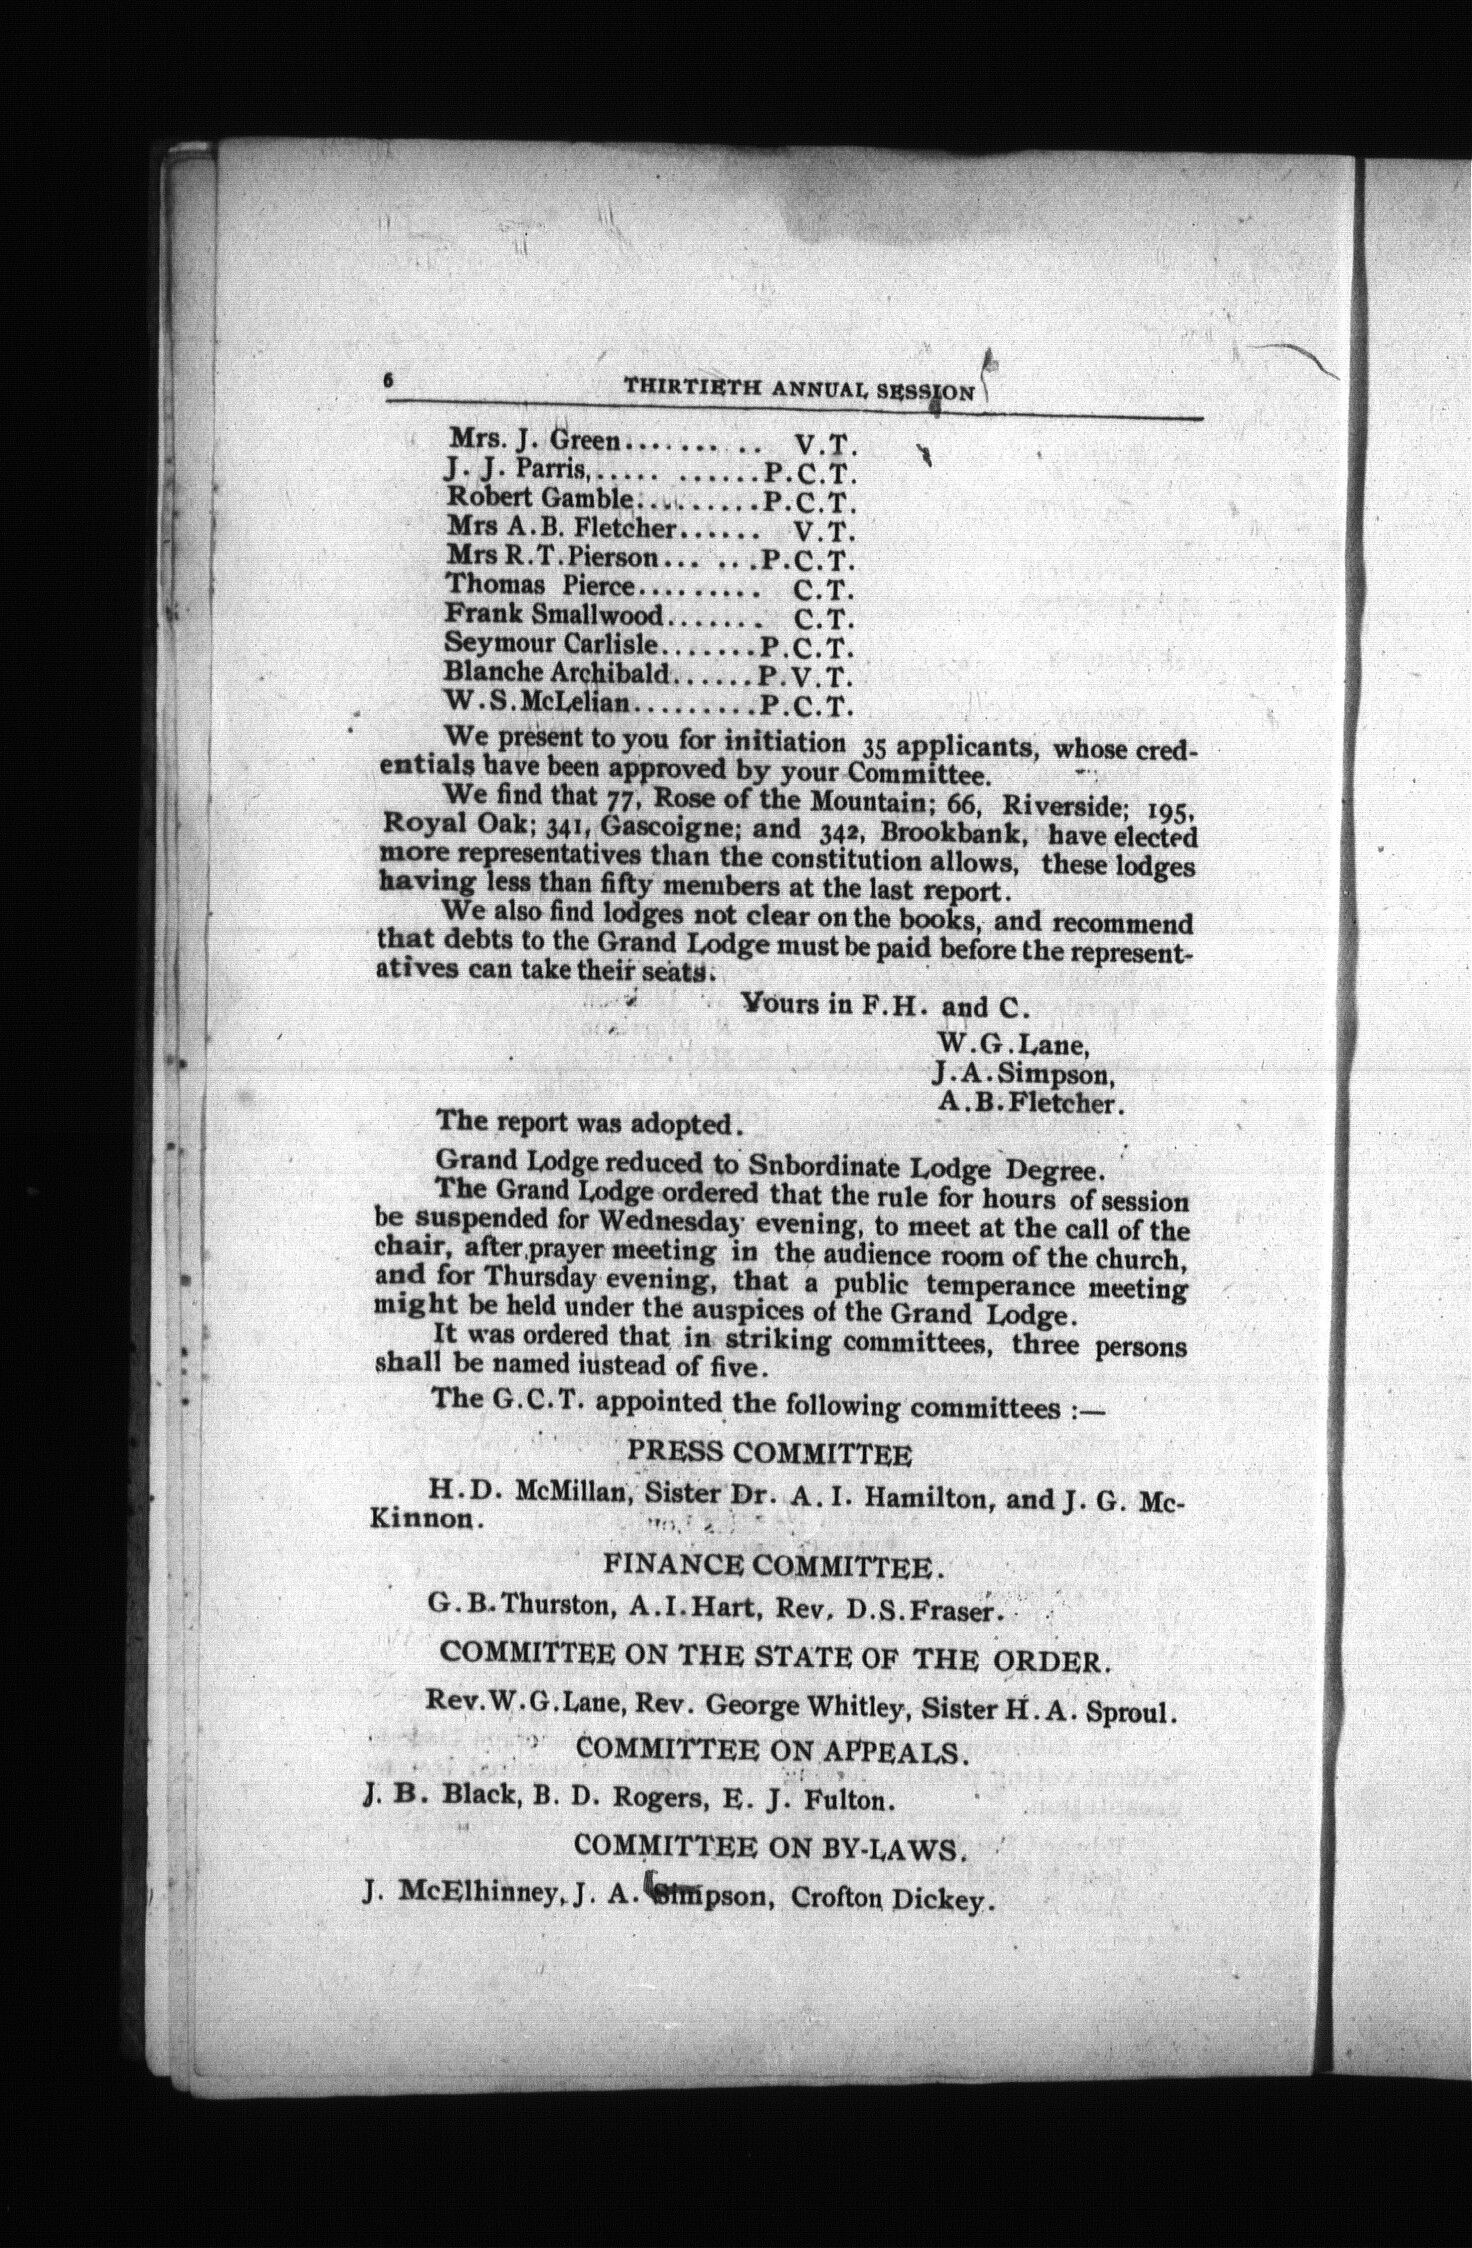 6 THIRTIETH ANNUAL SESSION
Mrs. J. Green....... .. V.T.
J. J. Parris,..... ......P.C.T.
Robert Gamble.........P.C.T.
Mrs A.B. Fletcher...... V.T.
Mrs R.T.Pierson... ...P.C.T.
Thomas Pierce......... C.T.
Frank Smallwood....... C.T.
Seymour Carlisle.......P.C.T.
Blanche Archibald......P.V.T.
W.S.McLelian.........P.C.T.
We present to you for initiation 35 applicants, whose cred-
entials have been approved by your Committee.
We find that 77, Rose of the Mountain; 66, Riverside; 195,
Royal Oak; 341, Gascoigne; and 342, Brookbank, have elected
more representatives than the constitution allows, these lodges
having less than fifty members at the last report.
We also find lodges not clear on the books, and recommend
that debts to the Grand Lodge must be paid before the represent-
atives can take their seats.
Yours in F.H. and C.
W.G.Lane,
J.A.Simpson,
A.B.Fletcher.
The report was adopted.
Grand Lodge reduced to Snbordinate Lodge Degree.
The Grand Lodge ordered that the rule for hours of session
be suspended for Wednesday evening, to meet at the call of the
chair, after prayer meeting in the audience room of the church,
and for Thursday evening, that a public temperance meeting
might be held under the auspices of the Grand Lodge.
It was ordered that in striking committees, three persons
shall be named iustead of five.
The G.C.T. appointed the following committees :—
PRESS COMMITTEE
H.D. McMillan, Sister Dr. A. I. Hamilton, and J. G. Mc-
Kinnon.
FINANCE COMMITTEE.
G.B.Thurston, A.I.Hart, Rev. D.S.Fraser.
COMMITTEE ON THE STATE OF THE ORDER.
Rev.W.G.Lane, Rev. George Whitley, Sister H.A. Sproul.
COMMITTEE ON APPEALS.
J. B. Black, B. D. Rogers, E. J. Fulton.
COMMITTEE ON BY-LAWS.
J. McElhinney, J. A. Simpson, Crofton Dickey.